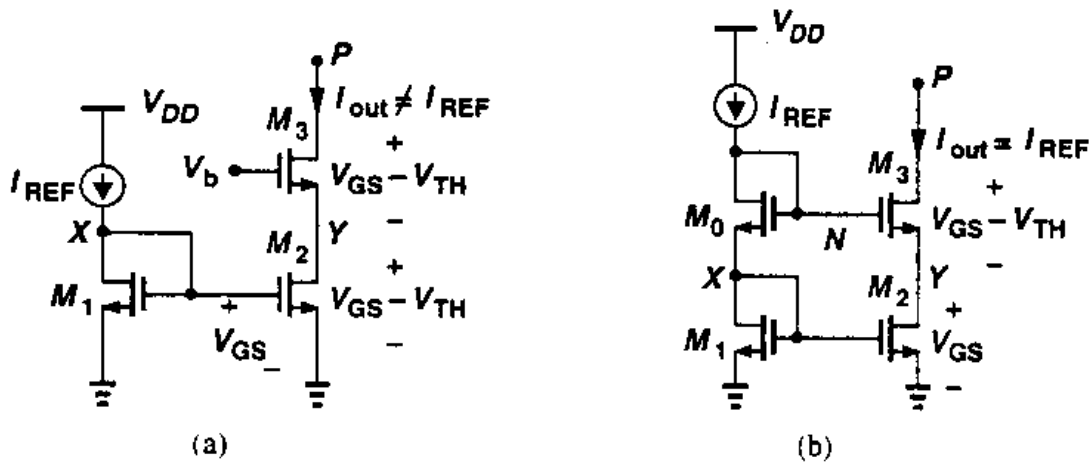 V_DD
I_REF
X
M_1
V_GS
+
−
V_b
M_3
P
I_out ≠ I_REF
+
V_GS − V_TH
−
Y
M_2
+
V_GS − V_TH
−
(a)
V_DD
I_REF
M_0
N
X
M_1
P
I_out = I_REF
M_3
+
V_GS − V_TH
−
Y
M_2
+
V_GS
−
(b)